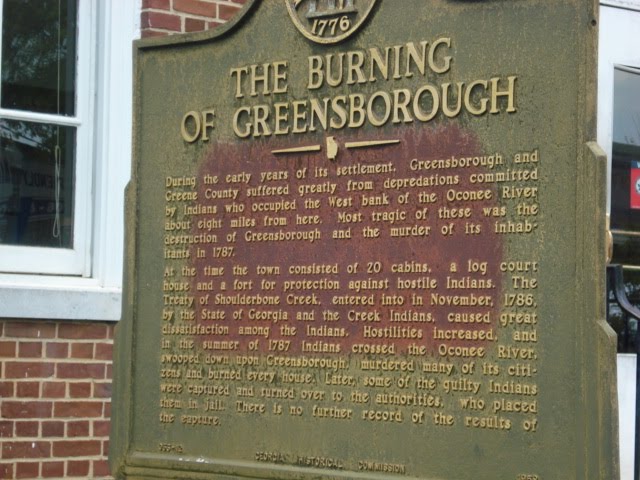 1776
THE BURNING
OF GREENSBOROUGH
During the early years of its settlement, Greensborough and
Greene County suffered greatly from depredations committed
by Indians who occupied the West bank of the Oconee River
about eight miles from here. Most tragic of these was the
destruction of Greensborough and the murder of its inhab-
itants in 1787.
At the time the town consisted of 20 cabins, a log court
house and a fort for protection against hostile Indians. The
Treaty of Shoulderbone Creek, entered into in November, 1786,
by the State of Georgia and the Creek Indians, caused great
dissatisfaction among the Indians. Hostilities increased, and
in the summer of 1787 Indians crossed the Oconee River,
swooped down upon Greensborough, murdered many of its citi-
zens and burned every house. Later, some of the guilty Indians
were captured and turned over to the authorities, who placed
them in jail. There is no further record of the results of
the capture.
GEORGIA HISTORICAL COMMISSION